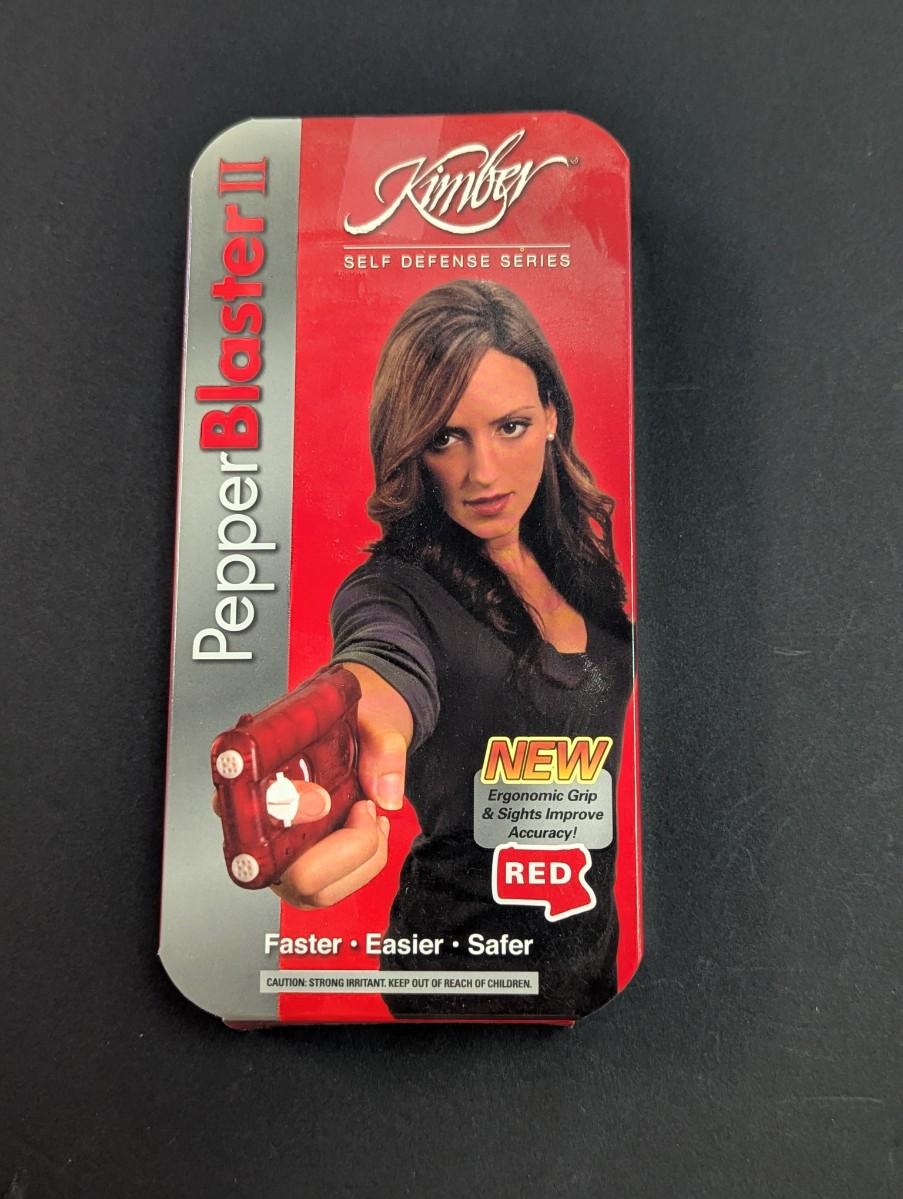 Kimber
SELF DEFENSE SERIES
PepperBlaster II
NEW
Ergonomic Grip
& Sights Improve
Accuracy!
RED
Faster • Easier • Safer
CAUTION: STRONG IRRITANT. KEEP OUT OF REACH OF CHILDREN.